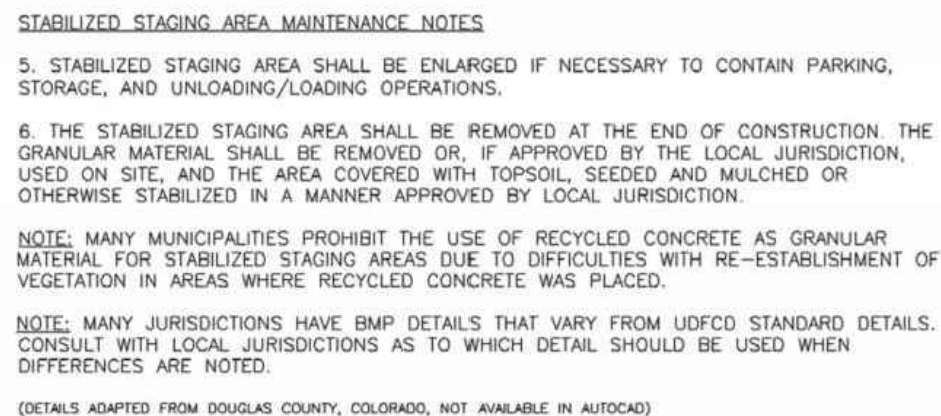 STABILIZED STAGING AREA MAINTENANCE NOTES
5. STABILIZED STAGING AREA SHALL BE ENLARGED IF NECESSARY TO CONTAIN PARKING,
STORAGE, AND UNLOADING/LOADING OPERATIONS.
6. THE STABILIZED STAGING AREA SHALL BE REMOVED AT THE END OF CONSTRUCTION. THE
GRANULAR MATERIAL SHALL BE REMOVED OR, IF APPROVED BY THE LOCAL JURISDICTION,
USED ON SITE, AND THE AREA COVERED WITH TOPSOIL, SEEDED AND MULCHED OR
OTHERWISE STABILIZED IN A MANNER APPROVED BY LOCAL JURISDICTION.
NOTE: MANY MUNICIPALITIES PROHIBIT THE USE OF RECYCLED CONCRETE AS GRANULAR
MATERIAL FOR STABILIZED STAGING AREAS DUE TO DIFFICULTIES WITH RE-ESTABLISHMENT OF
VEGETATION IN AREAS WHERE RECYCLED CONCRETE WAS PLACED.
NOTE: MANY JURISDICTIONS HAVE BMP DETAILS THAT VARY FROM UDFCD STANDARD DETAILS.
CONSULT WITH LOCAL JURISDICTIONS AS TO WHICH DETAIL SHOULD BE USED WHEN
DIFFERENCES ARE NOTED.
(DETAILS ADAPTED FROM DOUGLAS COUNTY, COLORADO, NOT AVAILABLE IN AUTOCAD)